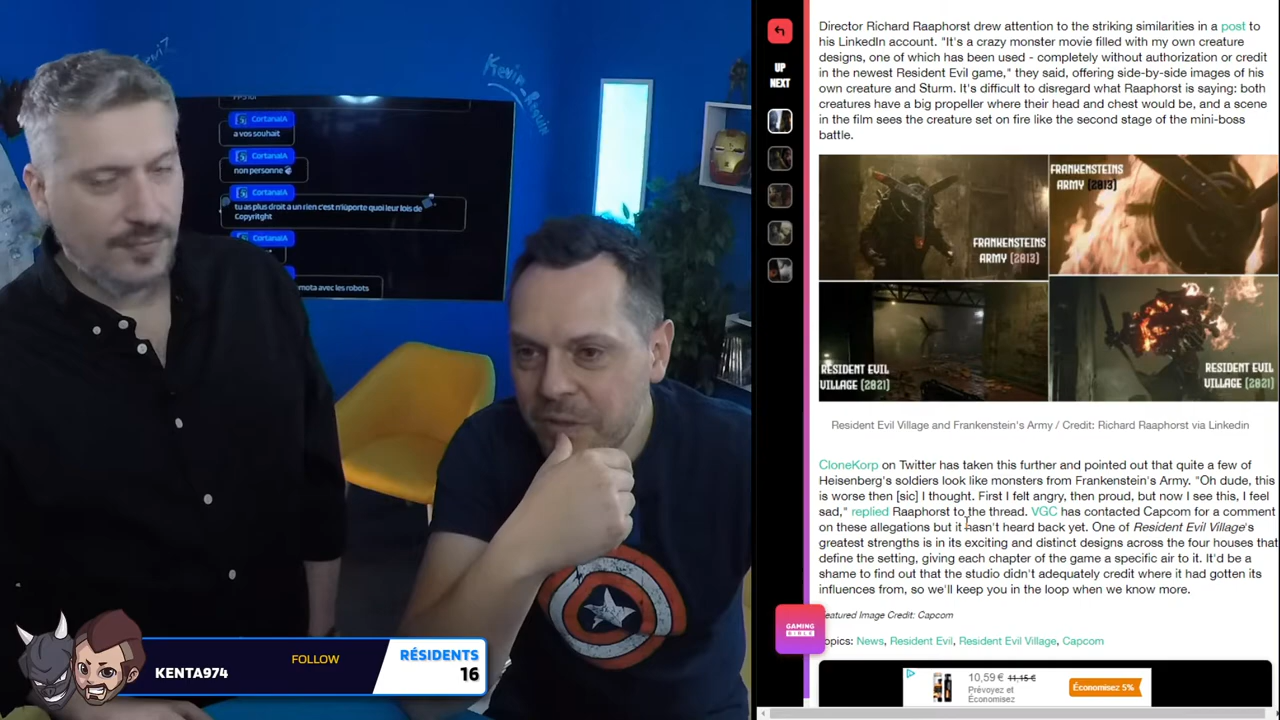 Kevin_Rasquin
CortanaIA
a vos souhait
CortanaIA
non personne
CortanaIA
tu as plus droit a un rien c'est n'iùporte quoi leur lois de
Copyritght
CortanaIA
mota avec les robots
KENTA974
FOLLOW
RÉSIDENTS
16
UP
NEXT
Director Richard Raaphorst drew attention to the striking similarities in a post to
his LinkedIn account. "It's a crazy monster movie filled with my own creature
designs, one of which has been used - completely without authorization or credit
in the newest Resident Evil game," they said, offering side-by-side images of his
own creature and Sturm. It's difficult to disregard what Raaphorst is saying: both
creatures have a big propeller where their head and chest would be, and a scene
in the film sees the creature set on fire like the second stage of the mini-boss
battle.
FRANKENSTEINS
ARMY (2013)
FRANKENSTEINS
ARMY (2013)
RESIDENT EVIL
VILLAGE (2021)
RESIDENT EVIL
VILLAGE (2021)
Resident Evil Village and Frankenstein's Army / Credit: Richard Raaphorst via Linkedin
CloneKorp on Twitter has taken this further and pointed out that quite a few of
Heisenberg's soldiers look like monsters from Frankenstein's Army. "Oh dude, this
is worse then [sic] I thought. First I felt angry, then proud, but now I see this, I feel
sad," replied Raaphorst to the thread. VGC has contacted Capcom for a comment
on these allegations but it hasn't heard back yet. One of Resident Evil Village's
greatest strengths is in its exciting and distinct designs across the four houses that
define the setting, giving each chapter of the game a specific air to it. It'd be a
shame to find out that the studio didn't adequately credit where it had gotten its
influences from, so we'll keep you in the loop when we know more.
eatured Image Credit: Capcom
GAMING
BIBLE
opics: News, Resident Evil, Resident Evil Village, Capcom
10,59 € 11,15 €
Prévoyez et
Économisez
Économisez 5%